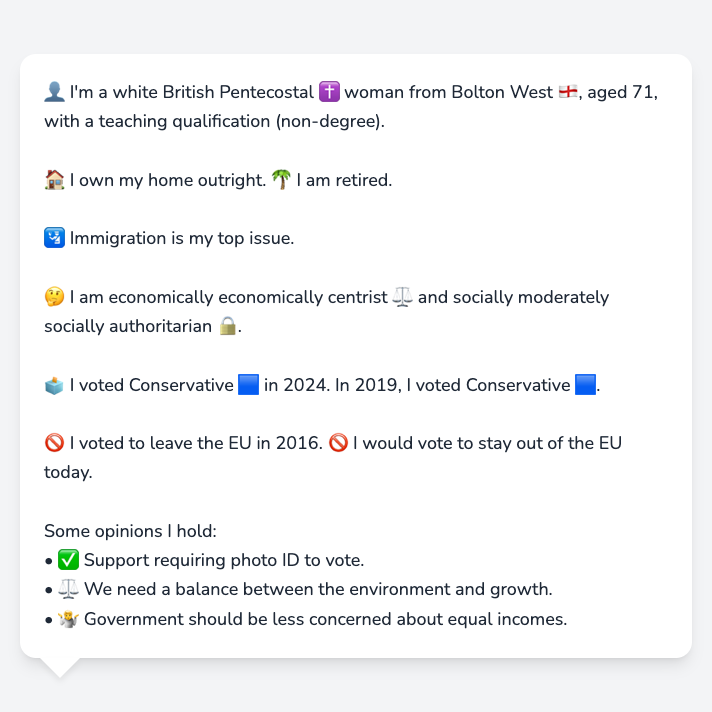 👤 I'm a white British Pentecostal ✝️ woman from Bolton West 🏴󠁧󠁢󠁥󠁮󠁧󠁿, aged 71,
with a teaching qualification (non-degree).
🏠 I own my home outright. 🌴 I am retired.
🛂 Immigration is my top issue.
🤔 I am economically economically centrist ⚖️ and socially moderately
socially authoritarian 🔒.
🗳️ I voted Conservative 🟦 in 2024. In 2019, I voted Conservative 🟦.
🚫 I voted to leave the EU in 2016. 🚫 I would vote to stay out of the EU
today.
Some opinions I hold:
• ✅ Support requiring photo ID to vote.
• ⚖️ We need a balance between the environment and growth.
• 🤷 Government should be less concerned about equal incomes.